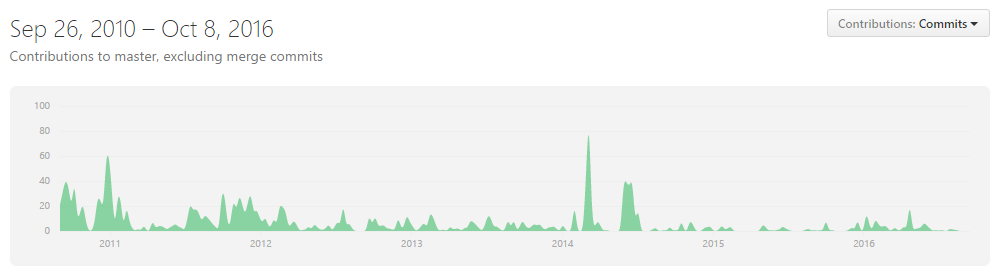 Sep 26, 2010 – Oct 8, 2016
Contributions: Commits
Contributions to master, excluding merge commits
100
80
60
40
20
0
2011 2012 2013 2014 2015 2016